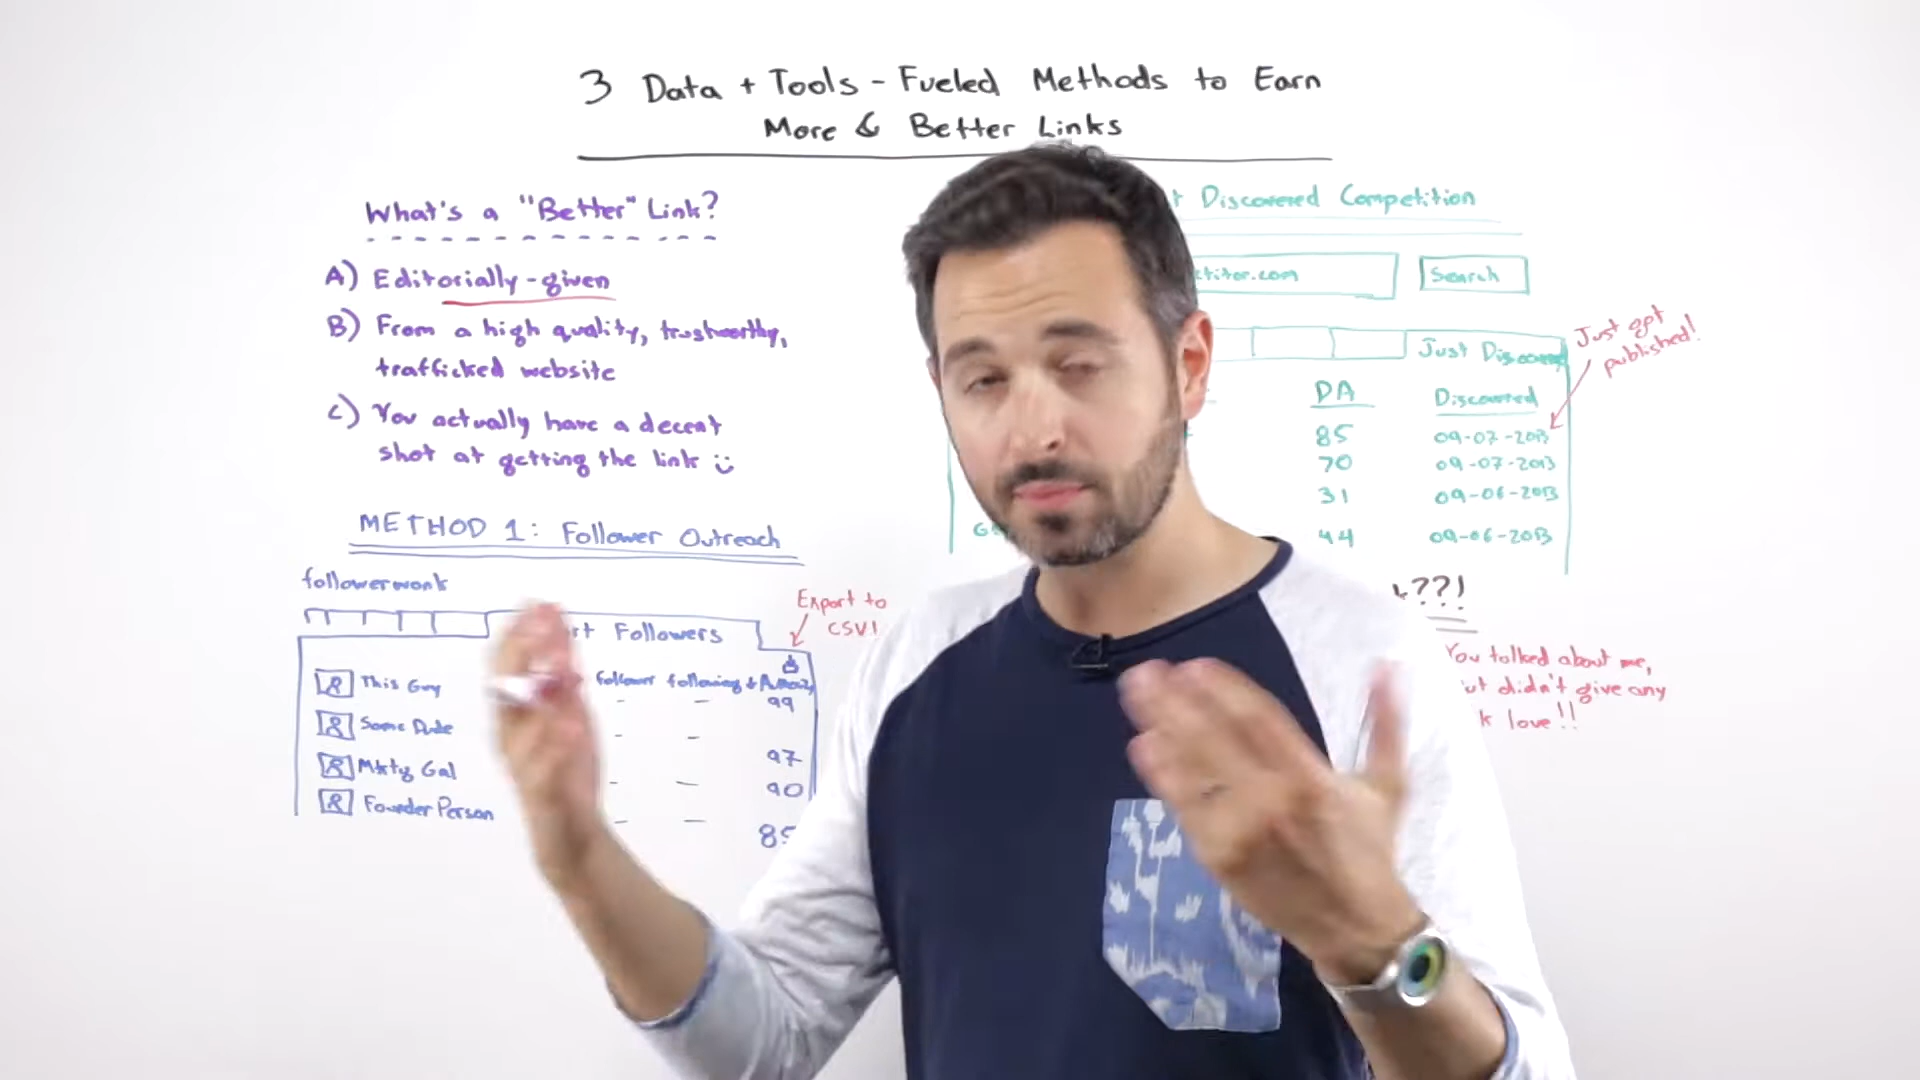 3 Data + Tools - Fueled Methods to Earn
More & Better Links
What's a "Better" Link?
A) Editorially-given
B) From a high quality, trustworthy,
trafficked website
C) You actually have a decent
shot at getting the link
METHOD 1: Follower Outreach
followerwonk
Followers
Export to
CSV!
This Guy
follower following
99
Some Dude
97
Mktg Gal
90
Founder Person
85
Discovered Competition
.com
Search
Just Discovered
Just got
published!
DA
Discovered
85
09-07-2013
70
09-07-2013
31
09-06-2013
44
09-06-2013
??!
You talked about me,
didn't give any
love!!